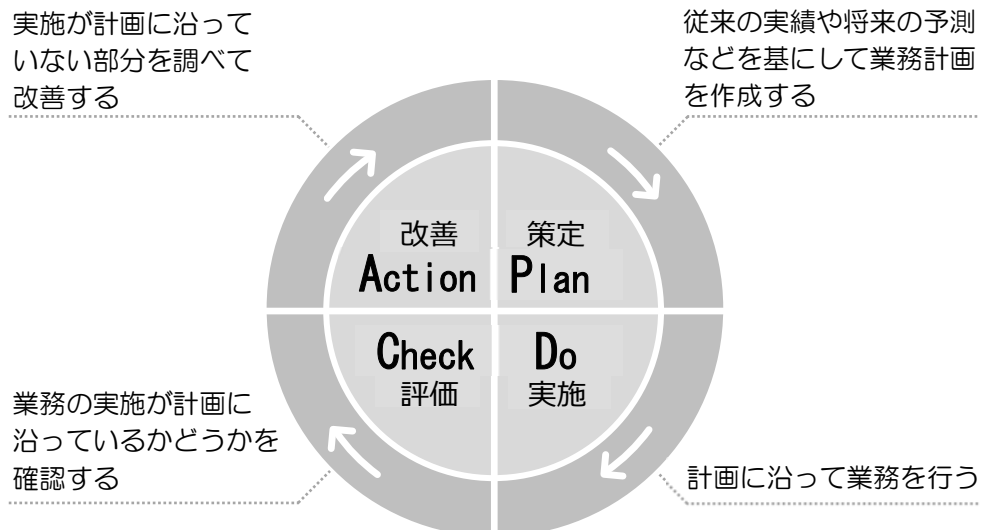 実施が計画に沿って
いない部分を調べて
改善する
従来の実績や将来の予測
などを基にして業務計画
を作成する
改善
Action
策定
Plan
Check
評価
Do
実施
業務の実施が計画に
沿っているかどうかを
確認する
計画に沿って業務を行う